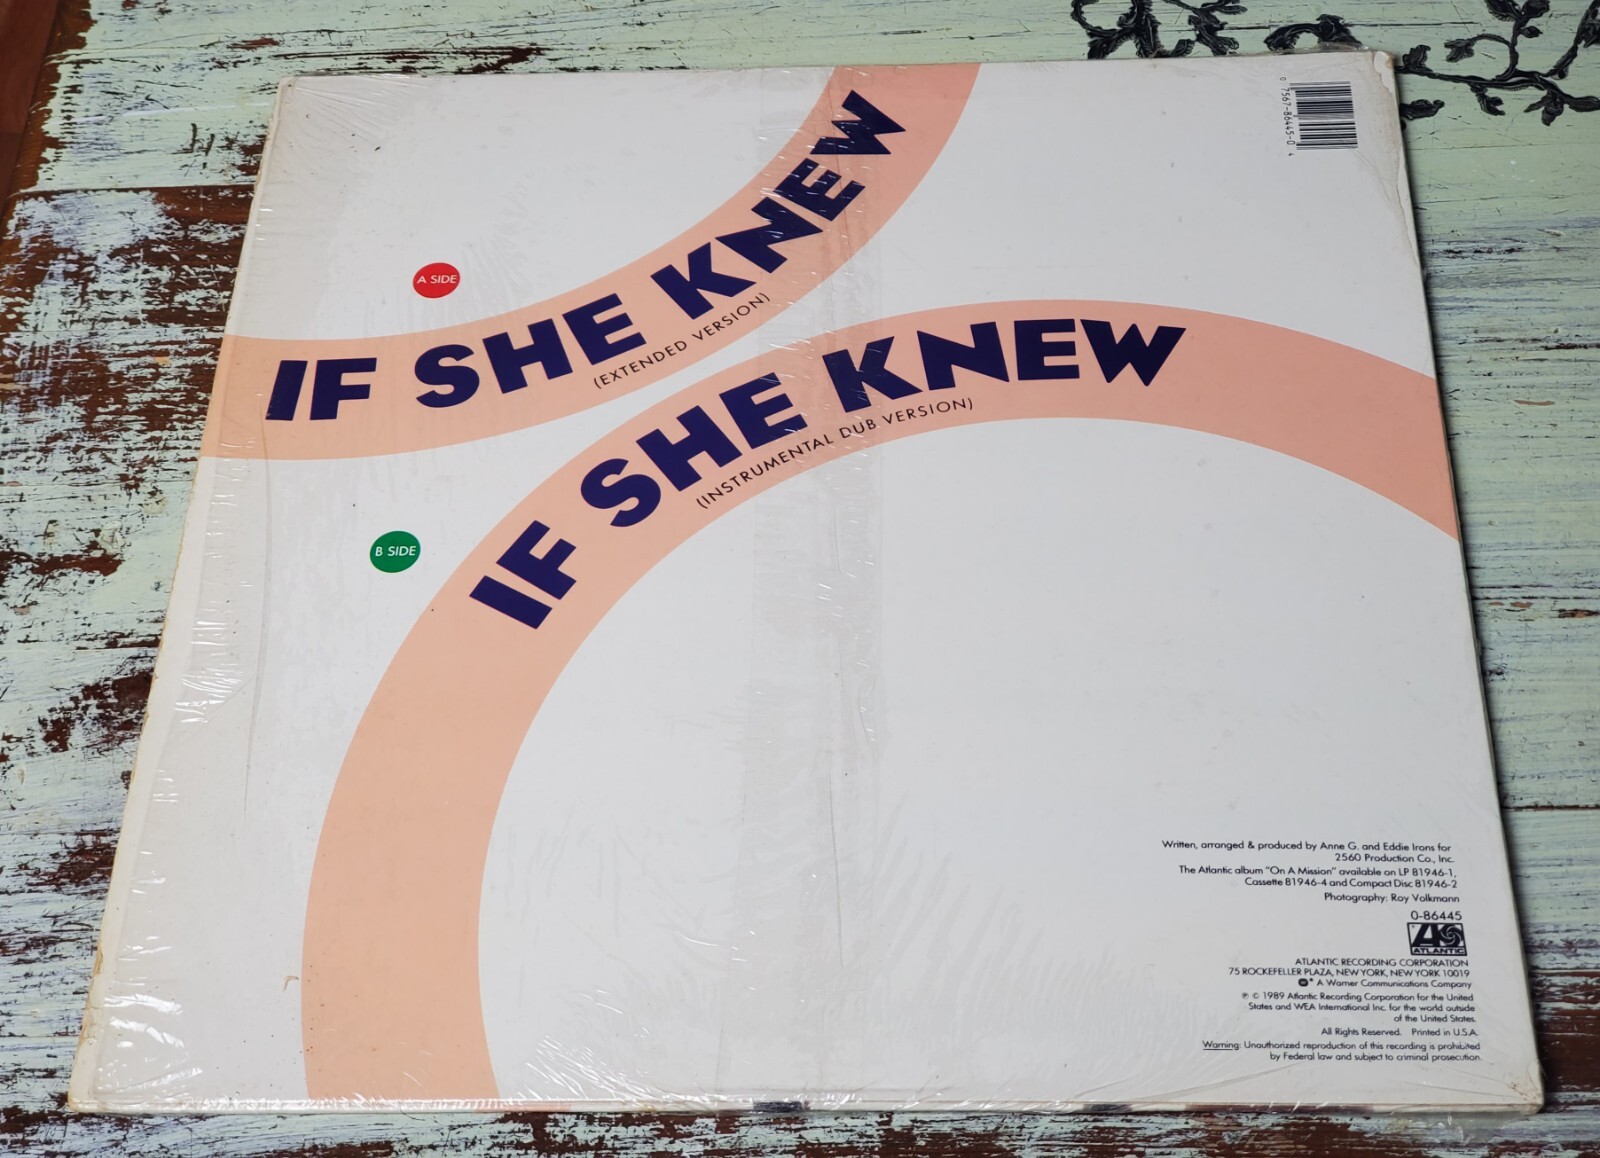 0 7567-86445-0 4
A SIDE
IF SHE KNEW
(EXTENDED VERSION)
B SIDE
IF SHE KNEW
(INSTRUMENTAL DUB VERSION)
Written, arranged & produced by Anne G. and Eddie Irons for
2560 Production Co., Inc.
The Atlantic album "On A Mission" available on LP 81946-1,
Cassette 81946-4 and Compact Disc 81946-2
Photography: Roy Volkmann
0-86445
ATLANTIC
ATLANTIC RECORDING CORPORATION
75 ROCKEFELLER PLAZA, NEW YORK, NEW YORK 10019
A Warner Communications Company
℗ © 1989 Atlantic Recording Corporation for the United
States and WEA International Inc. for the world outside
of the United States.
All Rights Reserved. Printed in U.S.A.
Warning: Unauthorized reproduction of this recording is prohibited
by Federal law and subject to criminal prosecution.